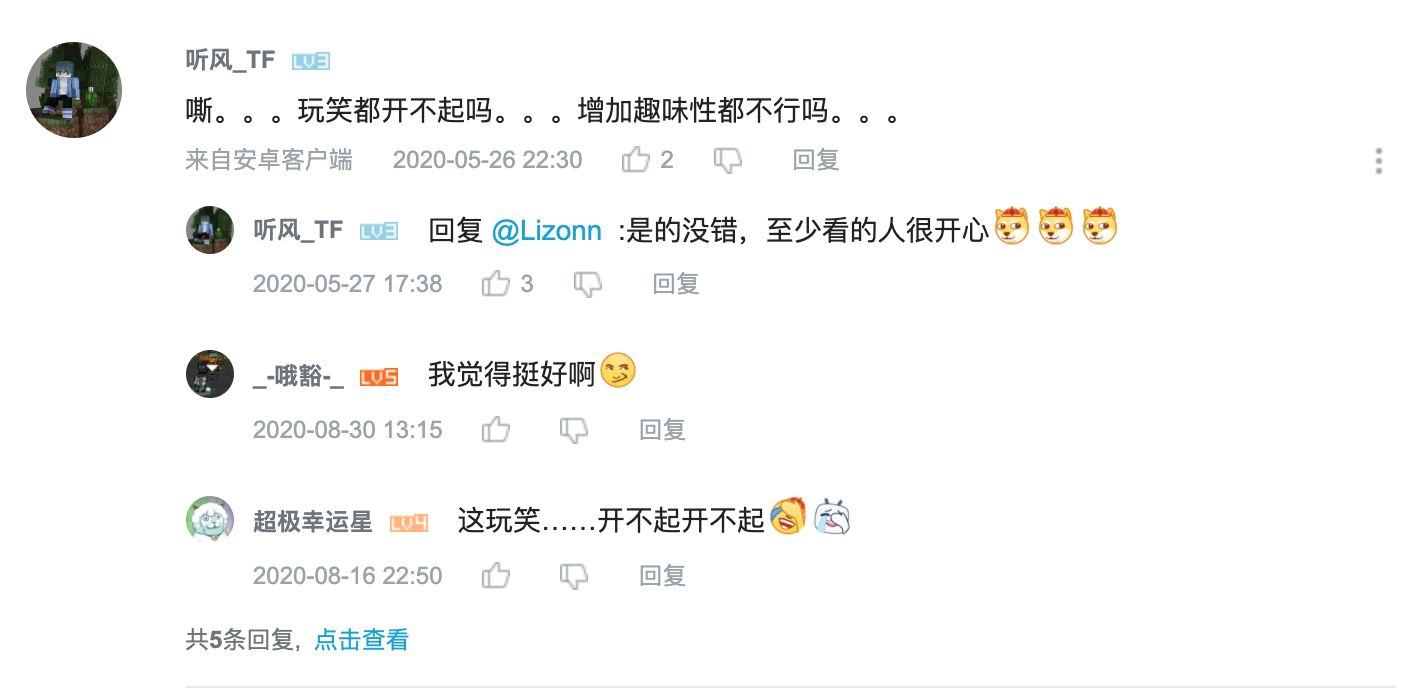 听风_TF LV3
嘶。。。玩笑都开不起吗。。。增加趣味性都不行吗。。。
来自安卓客户端 2020-05-26 22:30 2 回复
听风_TF LV3 回复 @Lizonn :是的没错，至少看的人很开心
2020-05-27 17:38 3 回复
_-哦豁-_ LV5 我觉得挺好啊
2020-08-30 13:15 回复
超极幸运星 LV4 这玩笑……开不起开不起
2020-08-16 22:50 回复
共5条回复，点击查看